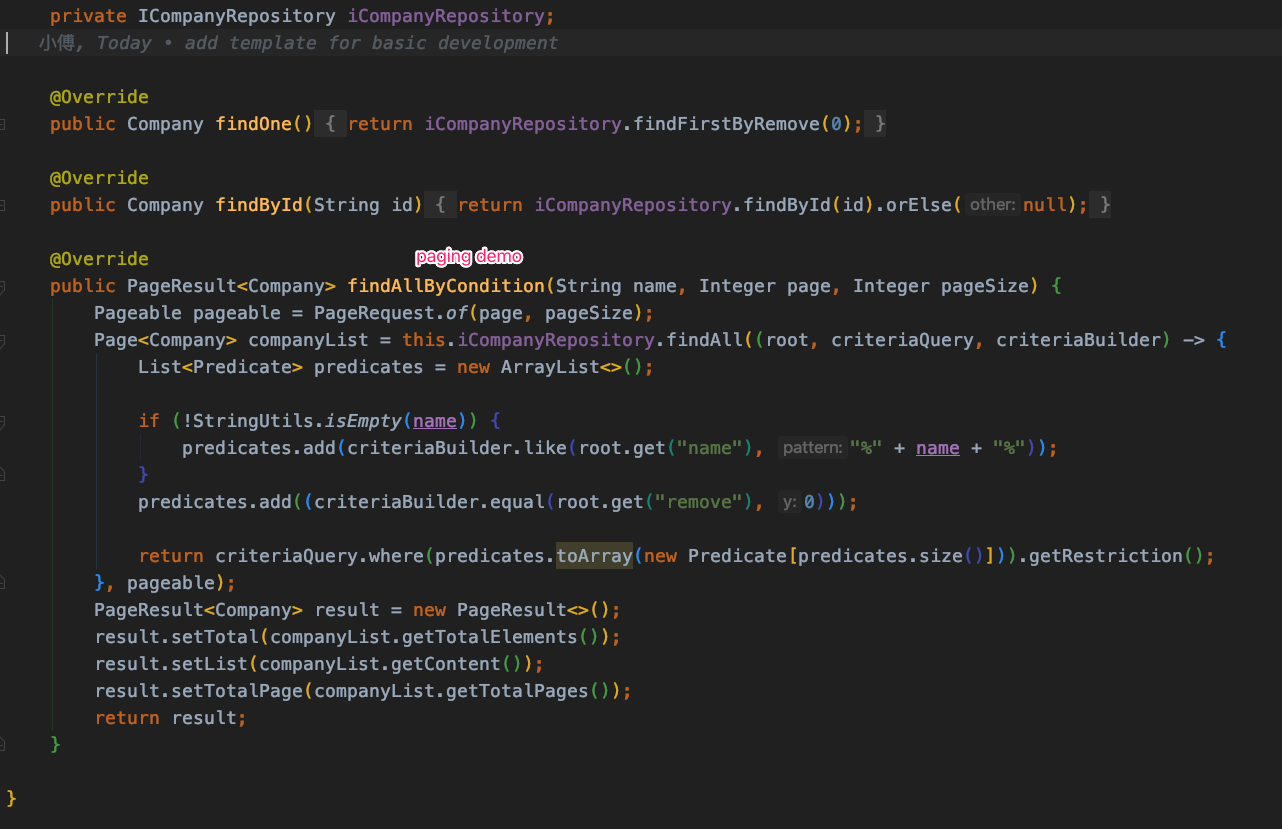 private ICompanyRepository iCompanyRepository;
小傅, Today • add template for basic development
@Override
public Company findOne() { return iCompanyRepository.findFirstByRemove(0); }
@Override
public Company findById(String id) { return iCompanyRepository.findById(id).orElse( other: null); }
@Override
paging demo
public PageResult<Company> findAllByCondition(String name, Integer page, Integer pageSize) {
Pageable pageable = PageRequest.of(page, pageSize);
Page<Company> companyList = this.iCompanyRepository.findAll((root, criteriaQuery, criteriaBuilder) -> {
List<Predicate> predicates = new ArrayList<>();
if (!StringUtils.isEmpty(name)) {
predicates.add(criteriaBuilder.like(root.get("name"), pattern: "%" + name + "%"));
}
predicates.add((criteriaBuilder.equal(root.get("remove"), y: 0)));
return criteriaQuery.where(predicates.toArray(new Predicate[predicates.size()])).getRestriction();
}, pageable);
PageResult<Company> result = new PageResult<>();
result.setTotal(companyList.getTotalElements());
result.setList(companyList.getContent());
result.setTotalPage(companyList.getTotalPages());
return result;
}
}